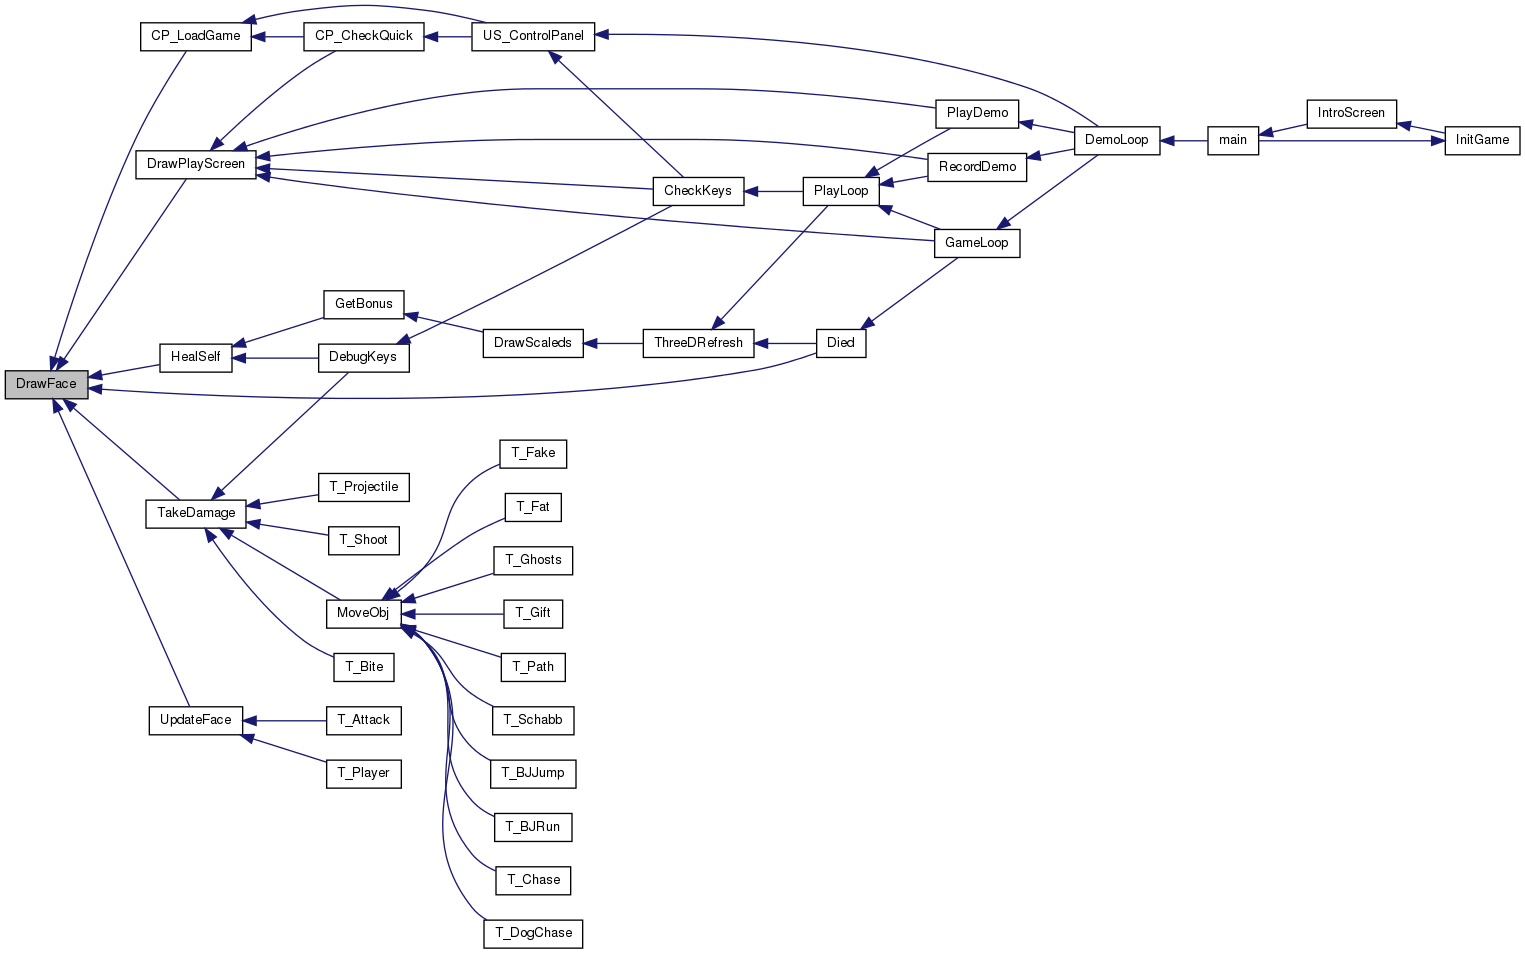 CP_LoadGame
CP_CheckQuick
US_ControlPanel
PlayDemo
IntroScreen
DemoLoop
main
InitGame
DrawPlayScreen
RecordDemo
CheckKeys
PlayLoop
GameLoop
GetBonus
DrawScaleds
ThreeDRefresh
Died
HealSelf
DebugKeys
DrawFace
T_Fake
T_Projectile
T_Fat
TakeDamage
T_Shoot
T_Ghosts
MoveObj
T_Gift
T_Bite
T_Path
UpdateFace
T_Attack
T_Schabb
T_Player
T_BJJump
T_BJRun
T_Chase
T_DogChase